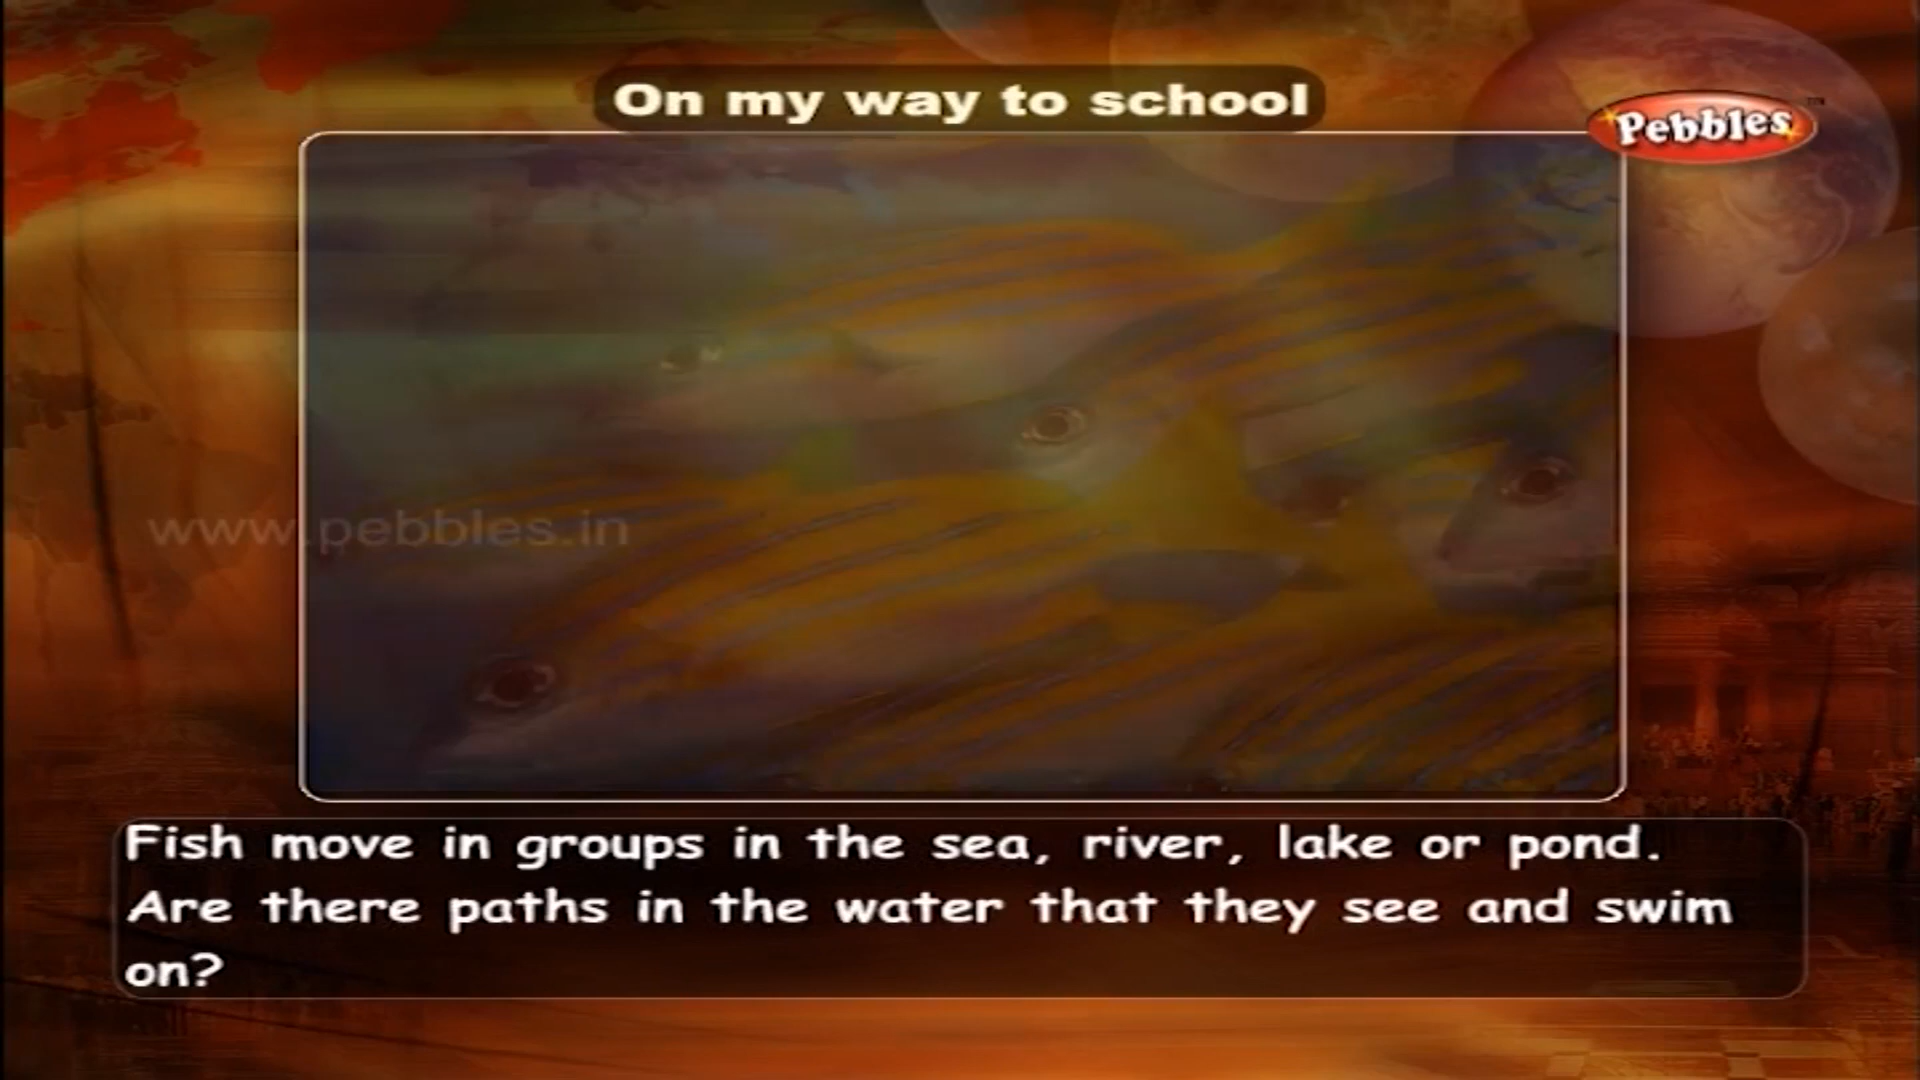 On my way to school
Pebbles™
www.pebbles.in
Fish move in groups in the sea, river, lake or pond.
Are there paths in the water that they see and swim
on?